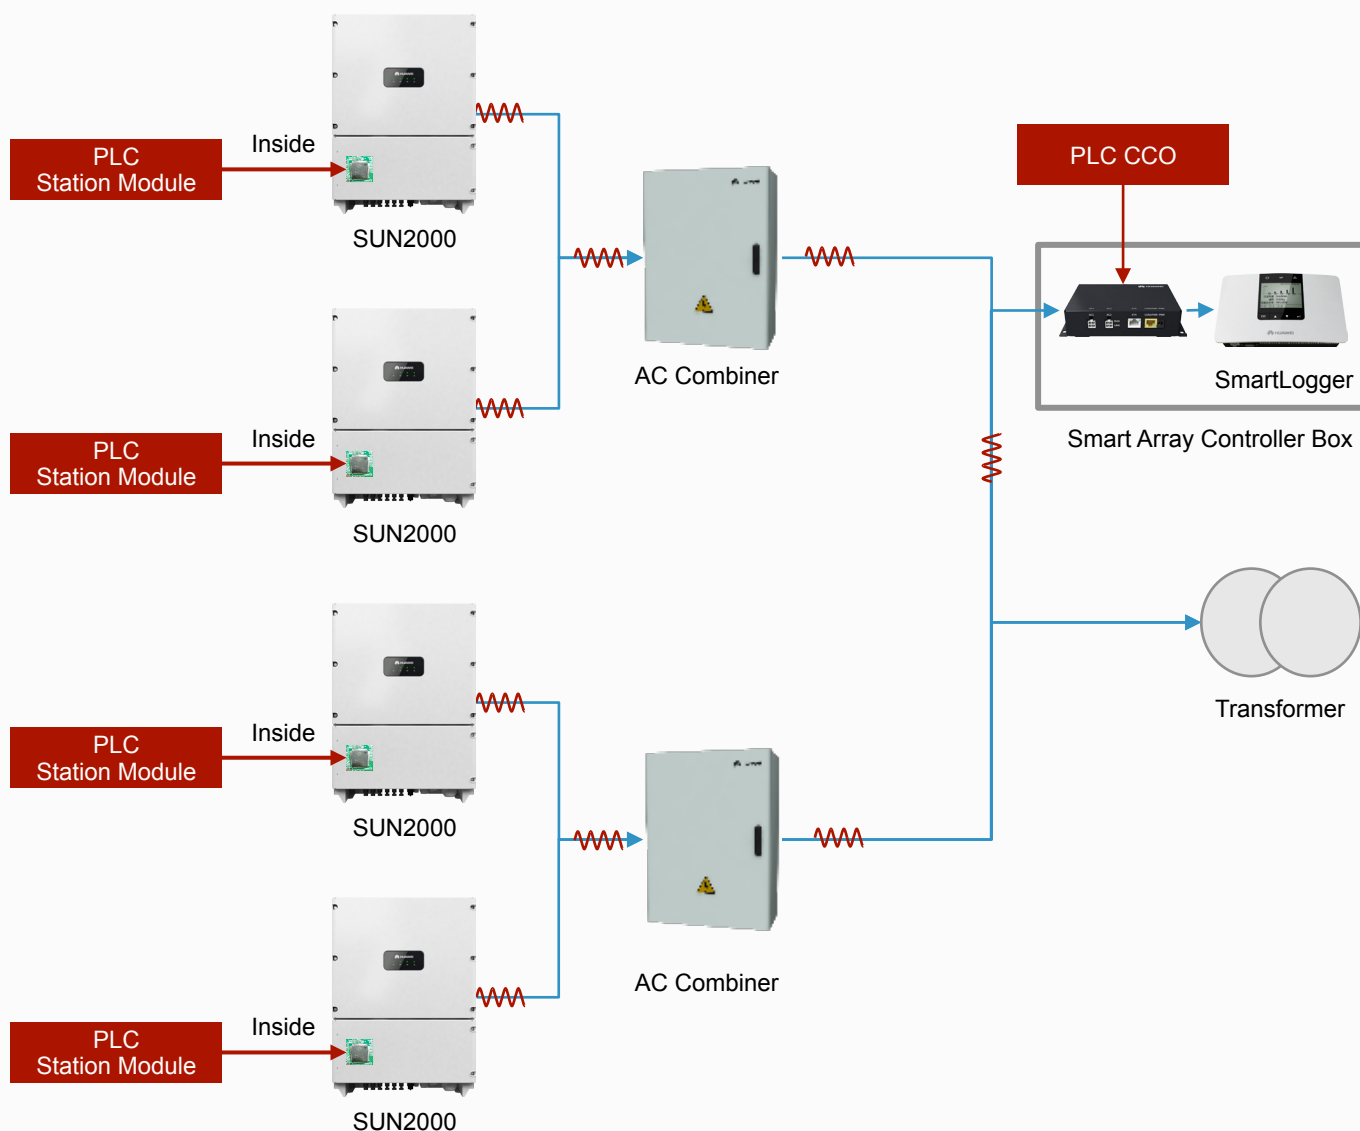 PLC
Station Module
Inside
SUN2000
PLC
Station Module
Inside
SUN2000
AC Combiner
PLC CCO
SmartLogger
Smart Array Controller Box
Transformer
PLC
Station Module
Inside
SUN2000
PLC
Station Module
Inside
SUN2000
AC Combiner